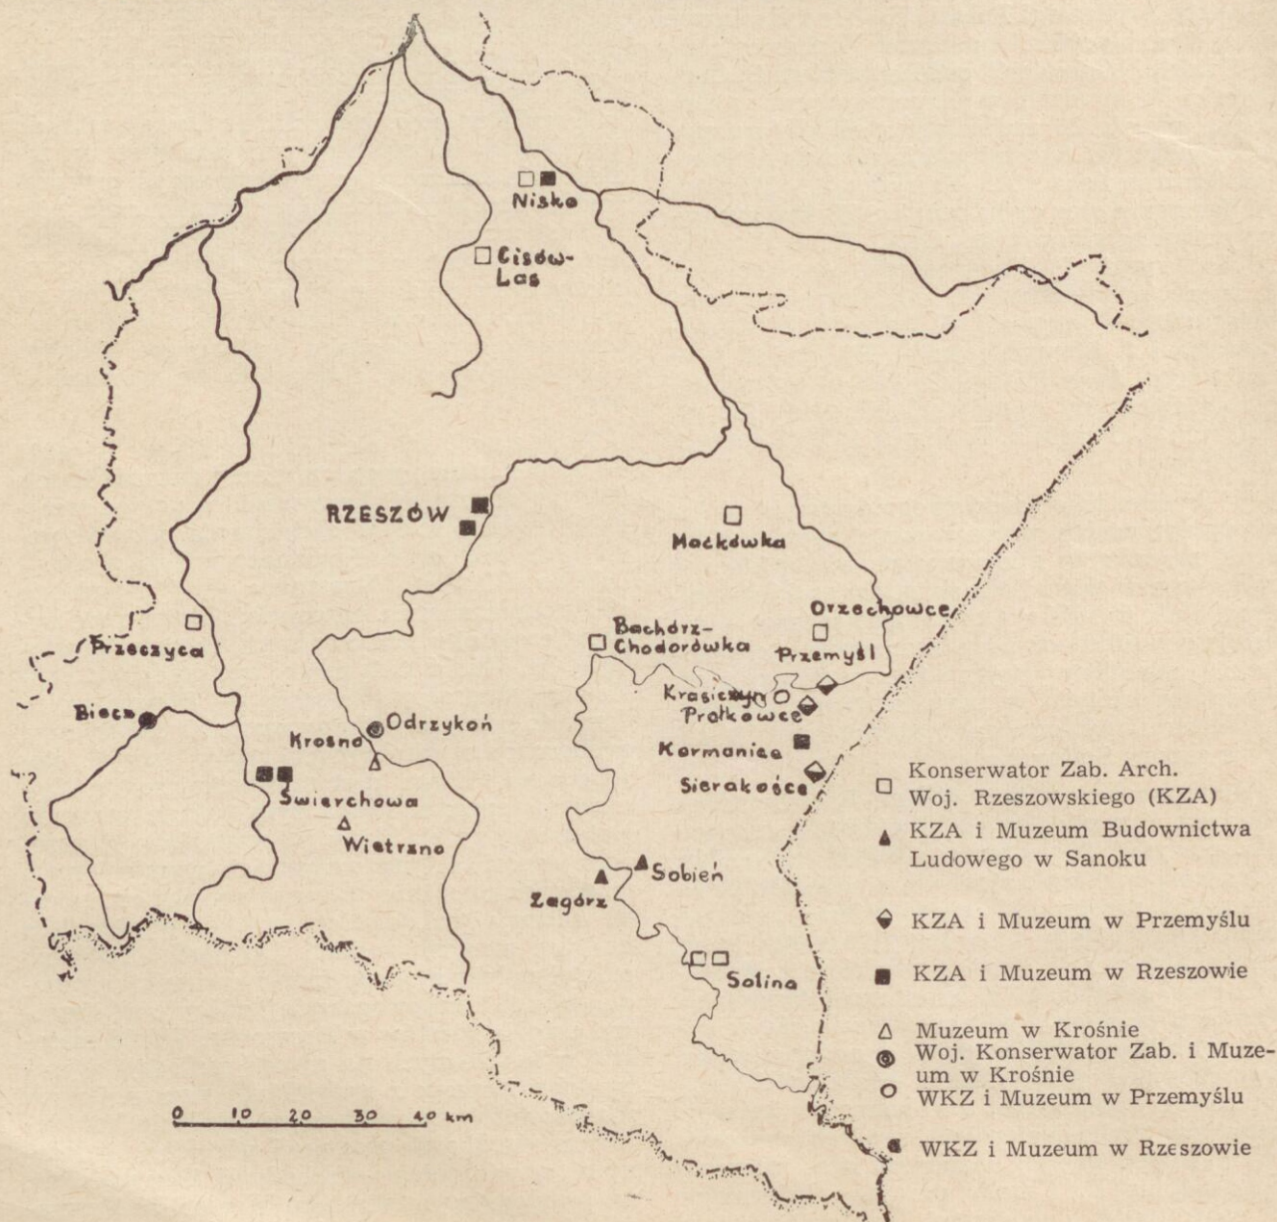 Nisko
Cisów-
Las
RZESZÓW
Maćkówka
Orzechowce
Bachórz-
Chodorówka
Przemyśl
Przeczyca
Krasiczyn
Prałkowce
Biecz
Odrzykoń
Krosno
Kormanice
Sierakośce
Świerchowa
Wietrzno
Sobień
Zagórz
Solina
Konserwator Zab. Arch.
Woj. Rzeszowskiego (KZA)
KZA i Muzeum Budownictwa
Ludowego w Sanoku
KZA i Muzeum w Przemyślu
KZA i Muzeum w Rzeszowie
Muzeum w Krośnie
Woj. Konserwator Zab. i Muze-
um w Krośnie
WKZ i Muzeum w Przemyślu
WKZ i Muzeum w Rzeszowie
0 10 20 30 40 km